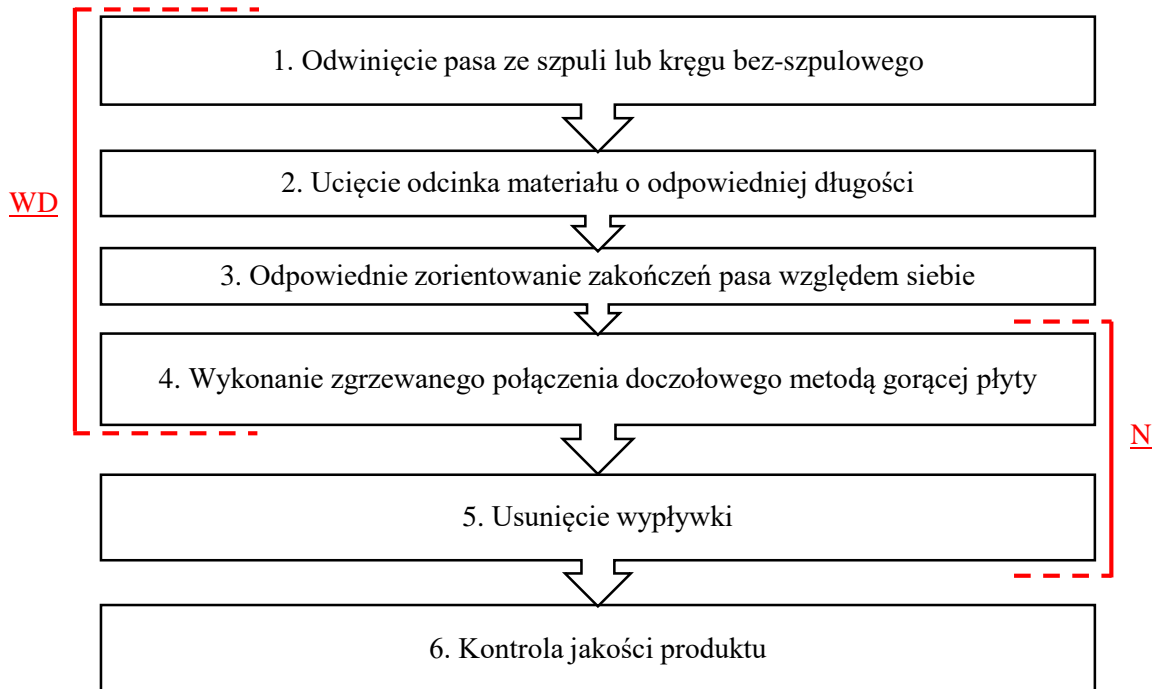 1. Odwinięcie pasa ze szpuli lub kręgu bez-szpulowego
2. Ucięcie odcinka materiału o odpowiedniej długości
WD
3. Odpowiednie zorientowanie zakończeń pasa względem siebie
4. Wykonanie zgrzewanego połączenia doczołowego metodą gorącej płyty
N
5. Usunięcie wypływki
6. Kontrola jakości produktu